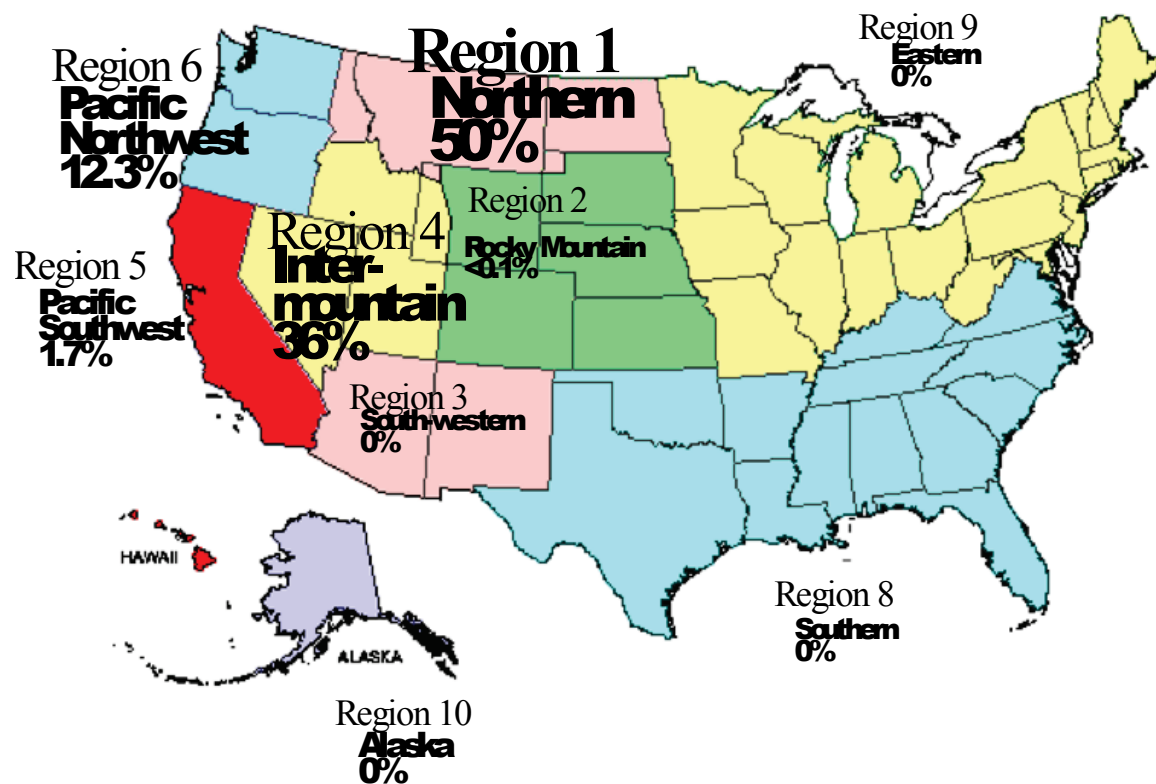 Region 9
Eastern
0%
Region 1
Northern
50%
Region 6
Pacific
Northwest
12.3%
Region 2
Rocky Mountain
<0.1%
Region 4
Inter-
mountain
36%
Region 5
Pacific
Southwest
1.7%
Region 3
South-western
0%
HAWAII
ALASKA
Region 8
Southern
0%
Region 10
Alaska
0%